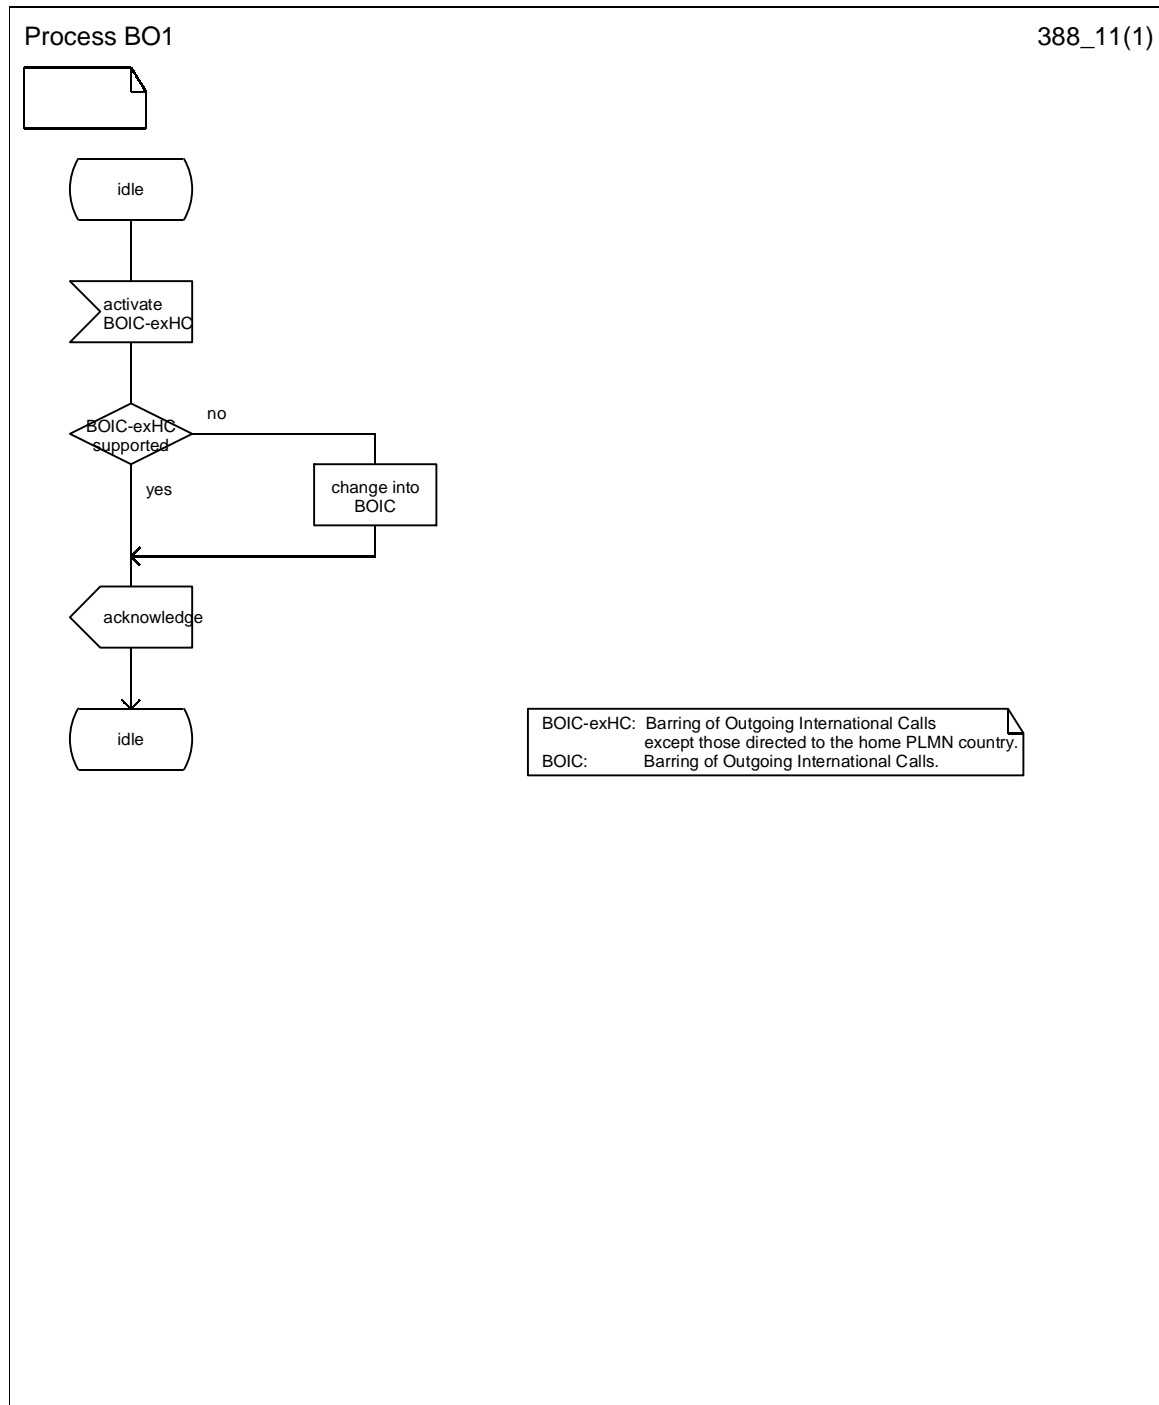 Process BO1
388_11(1)
idle
activate
BOIC-exHC
BOIC-exHC
supported
no
yes
change into
BOIC
acknowledge
idle
BOIC-exHC: Barring of Outgoing International Calls
except those directed to the home PLMN country.
BOIC: Barring of Outgoing International Calls.